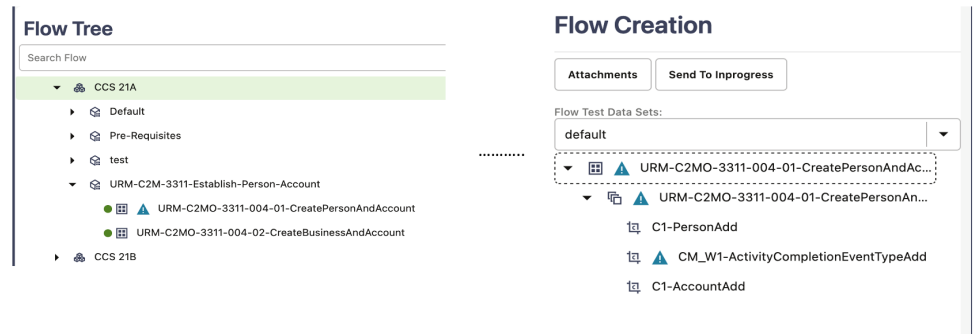 Flow Tree
Search Flow
CCS 21A
Default
Pre-Requisites
test
URM-C2M-3311-Establish-Person-Account
URM-C2MO-3311-004-01-CreatePersonAndAccount
URM-C2MO-3311-004-02-CreateBusinessAndAccount
CCS 21B
...........
Flow Creation
Attachments Send To Inprogress
Flow Test Data Sets:
default
URM-C2MO-3311-004-01-CreatePersonAndAc...
URM-C2MO-3311-004-01-CreatePersonAn...
C1-PersonAdd
CM_W1-ActivityCompletionEventTypeAdd
C1-AccountAdd